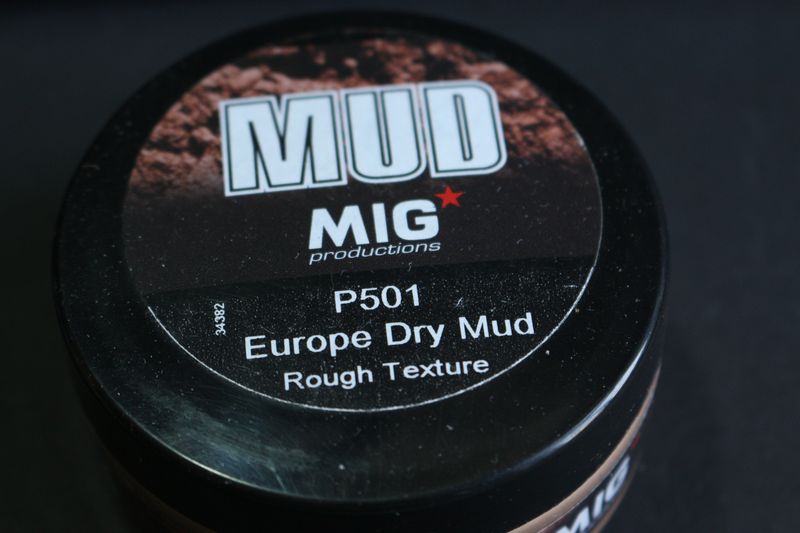 MUD
MIG
productions
P501
34382
Europe Dry Mud
Rough Texture
MIG